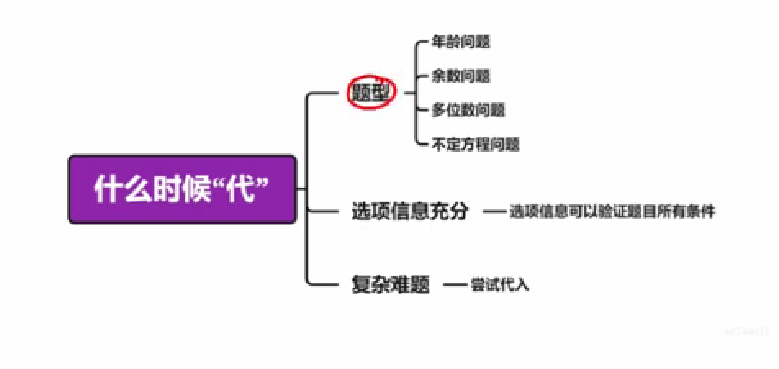 什么时候“代”
题型
年龄问题
余数问题
多位数问题
不定方程问题
选项信息充分
选项信息可以验证题目所有条件
复杂难题
尝试代入